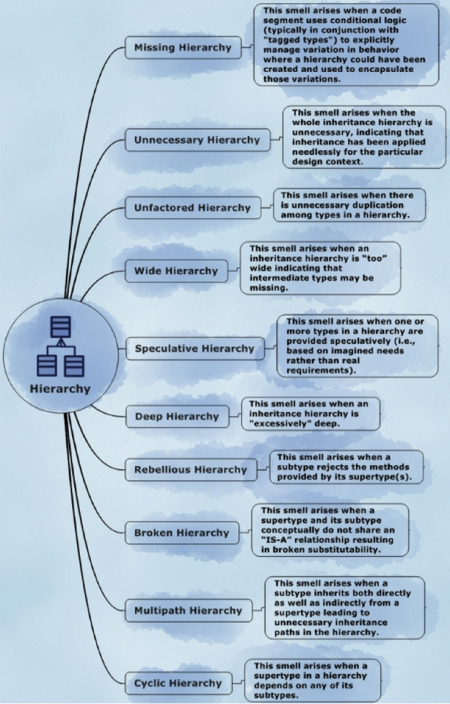 This smell arises when a code
segment uses conditional logic
(typically in conjunction with
"tagged types") to explicitly
manage variation in behavior
where a hierarchy could have been
created and used to encapsulate
those variations.
Missing Hierarchy
This smell arises when the
whole inheritance hierarchy is
unnecessary, indicating that
inheritance has been applied
needlessly for the particular
design context.
Unnecessary Hierarchy
This smell arises when there
is unnecessary duplication
among types in a hierarchy.
Unfactored Hierarchy
This smell arises when an
inheritance hierarchy is "too"
wide indicating that
intermediate types may be
missing.
Wide Hierarchy
This smell arises when one or
more types in a hierarchy are
provided speculatively (i.e.,
based on imagined needs
rather than real
requirements).
Speculative Hierarchy
Hierarchy
This smell arises when an
inheritance hierarchy is
"excessively" deep.
Deep Hierarchy
This smell arises when a
subtype rejects the methods
provided by its supertype(s).
Rebellious Hierarchy
This smell arises when a
supertype and its subtype
conceptually do not share an
"IS-A" relationship resulting
in broken substitutability.
Broken Hierarchy
This smell arises when a
subtype inherits both directly
as well as indirectly from a
supertype leading to
unnecessary inheritance
paths in the hierarchy.
Multipath Hierarchy
This smell arises when a
supertype in a hierarchy
depends on any of its
subtypes.
Cyclic Hierarchy